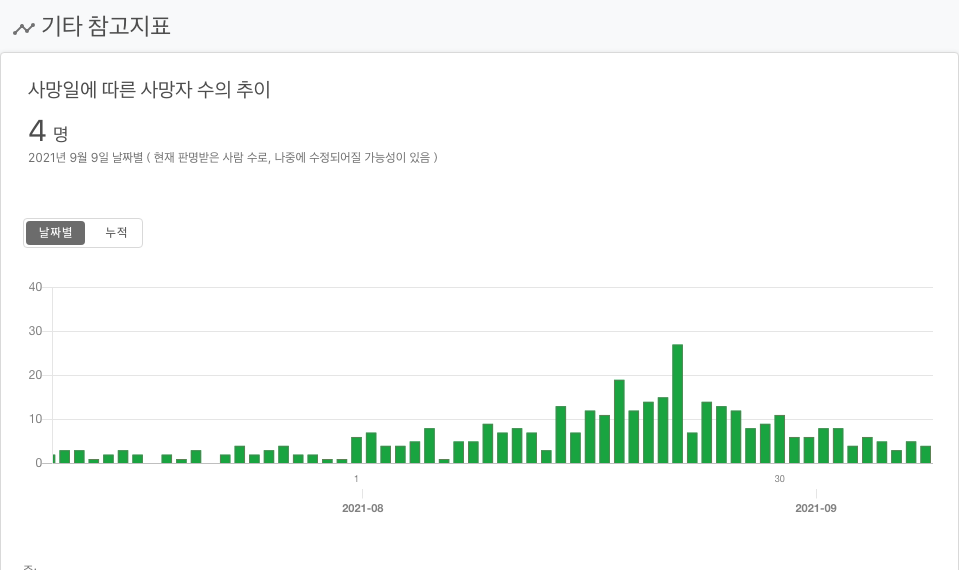 기타 참고지표
사망일에 따른 사망자 수의 추이
4 명
2021년 9월 9일 날짜별 ( 현재 판명받은 사람 수로, 나중에 수정되어질 가능성이 있음 )
날짜별 누적
40
30
20
10
0
1 30
2021-08 2021-09